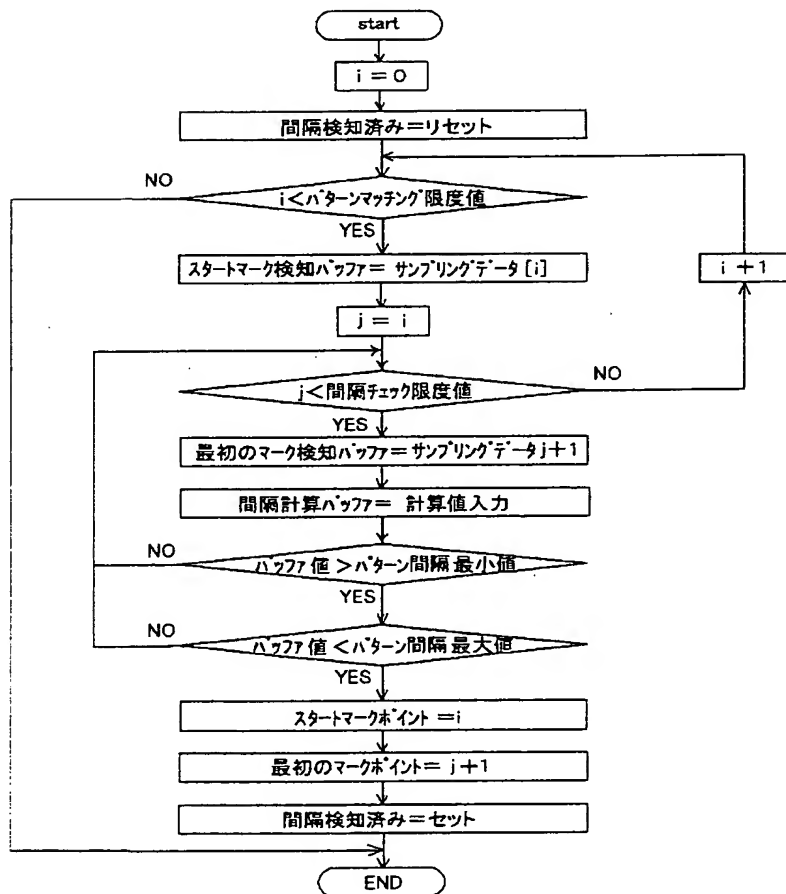 start
i = 0
間隔検知済み=リセット
NO
i<パターンマッチング限度値
YES
スタートマーク検知バッファ= サンプリングデータ[i]
i + 1
j = i
j<間隔チェック限度値
NO
YES
最初のマーク検知バッファ=サンプリングデータj+1
間隔計算バッファ= 計算値入力
NO
バッファ値>パターン間隔最小値
YES
NO
バッファ値<パターン間隔最大値
YES
スタートマークポイント=i
最初のマークポイント= j+1
間隔検知済み=セット
END